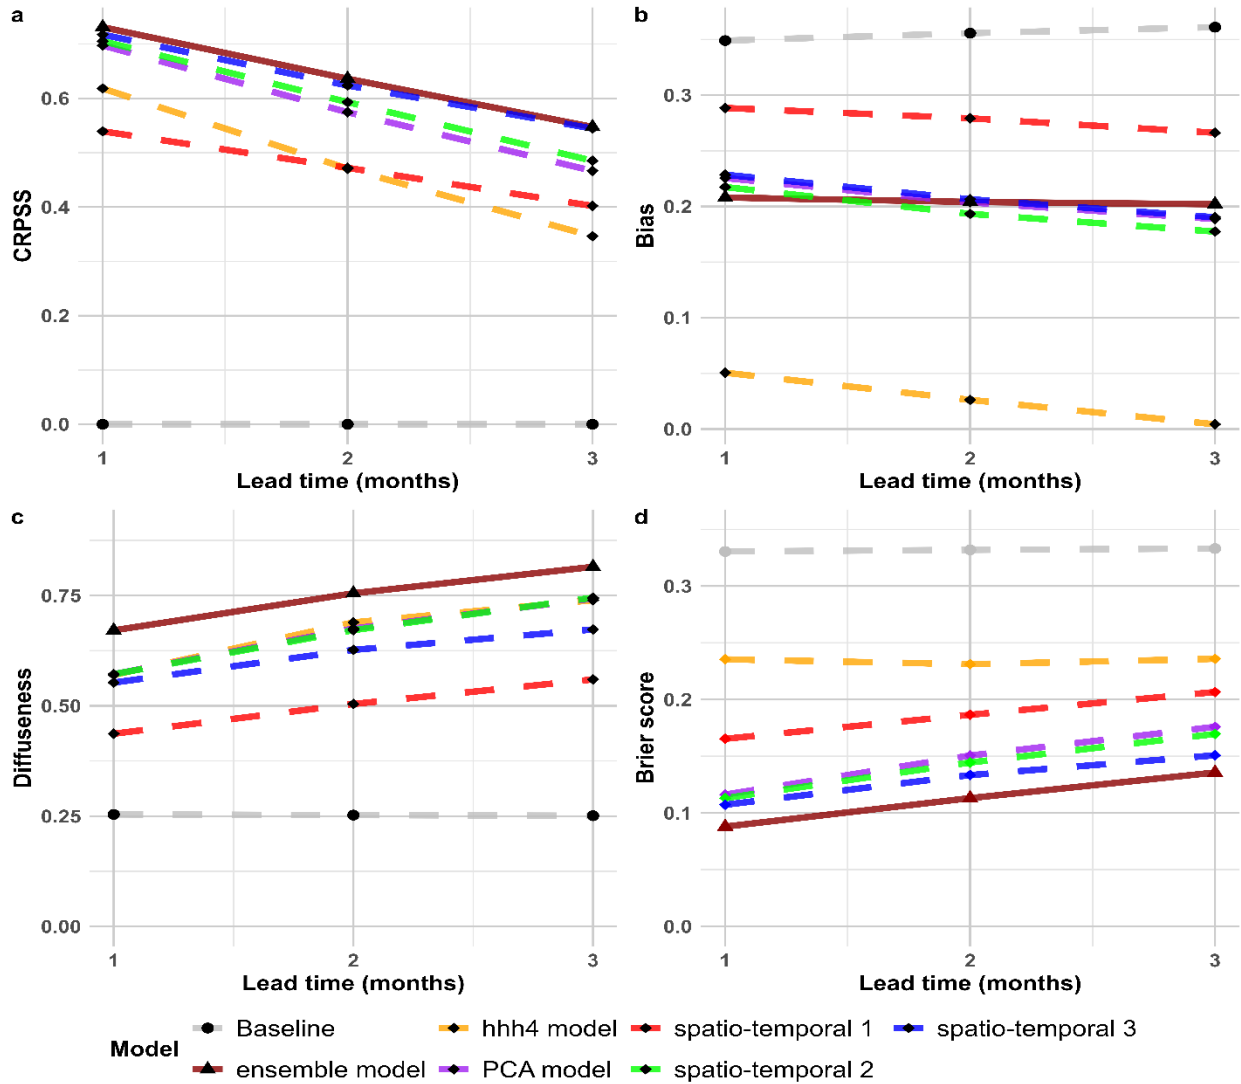 a
0.6
0.4
0.2
0.0
CRPSS
1 2 3
Lead time (months)
b
0.3
0.2
0.1
0.0
Bias
1 2 3
Lead time (months)
c
0.75
0.50
0.25
0.00
Diffuseness
1 2 3
Lead time (months)
d
0.3
0.2
0.1
0.0
Brier score
1 2 3
Lead time (months)
Model
Baseline
ensemble model
hhh4 model
PCA model
spatio-temporal 1
spatio-temporal 2
spatio-temporal 3